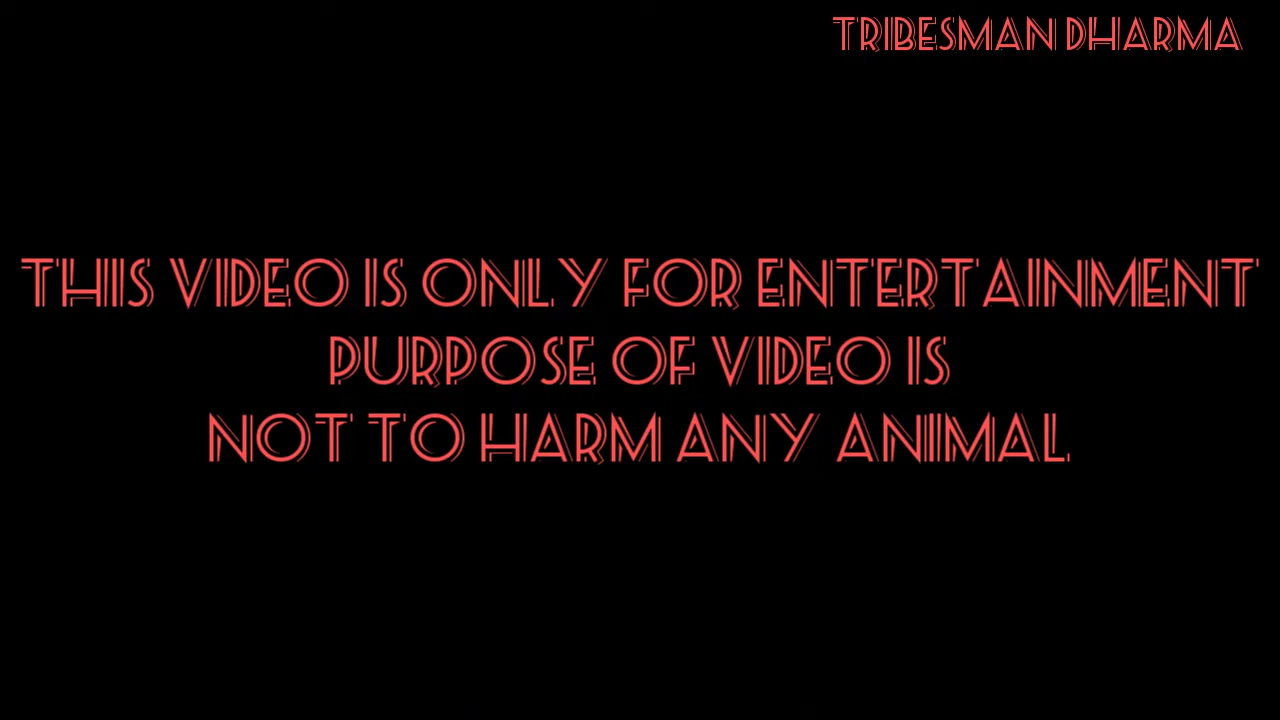 TRIBESMAN DHARMA
THIS VIDEO IS ONLY FOR ENTERTAINMENT
PURPOSE OF VIDEO IS
NOT TO HARM ANY ANIMAL